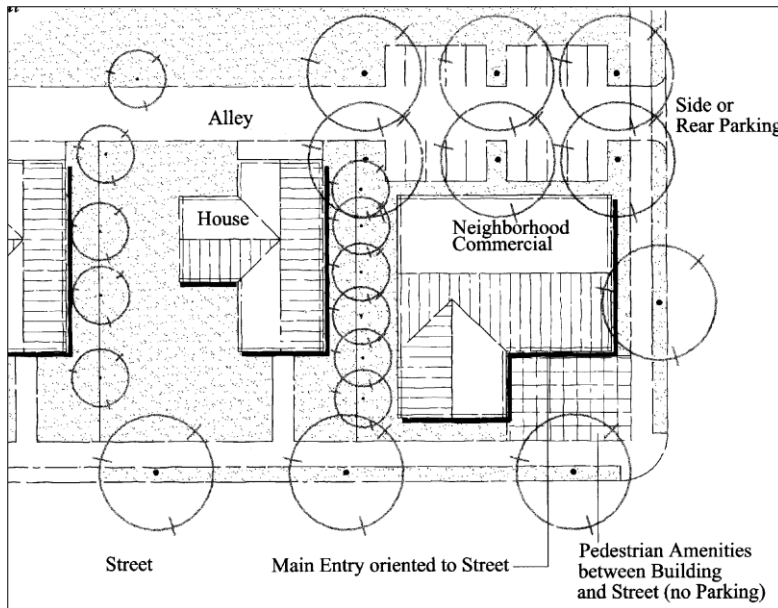 Side or
Rear Parking
Alley
House
Neighborhood
Commercial
Street
Main Entry oriented to Street
Pedestrian Amenities
between Building
and Street (no Parking)